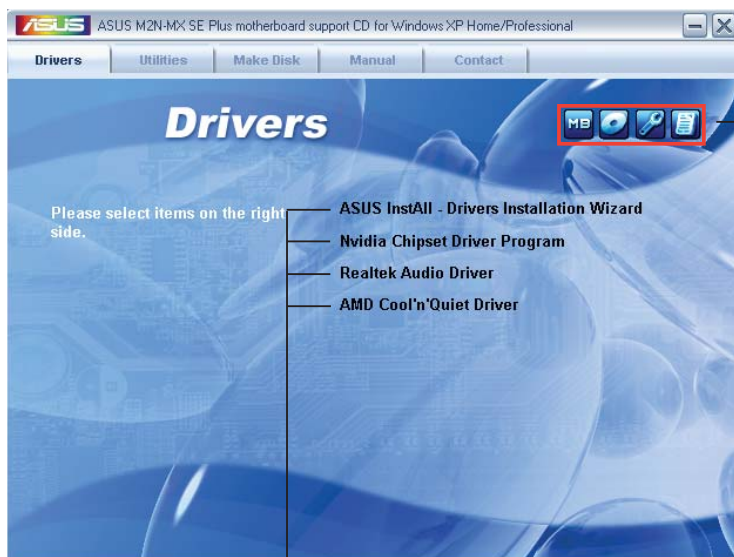 ASUS ASUS M2N-MX SE Plus motherboard support CD for Windows XP Home/Professional
Drivers Utilities Make Disk Manual Contact
Drivers
MB
Please select items on the right
side.
ASUS InstAll - Drivers Installation Wizard
Nvidia Chipset Driver Program
Realtek Audio Driver
AMD Cool'n'Quiet Driver